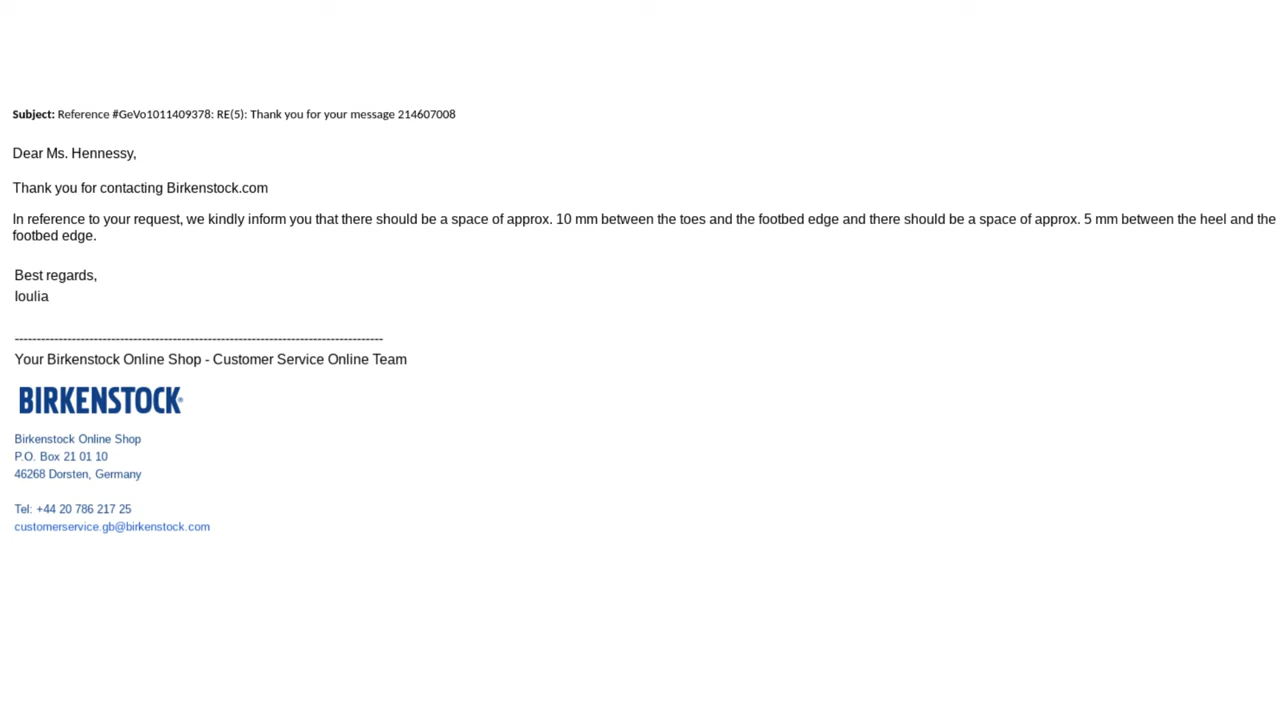 Subject: Reference #GeVo1011409378: RE(5): Thank you for your message 214607008
Dear Ms. Hennessy,
Thank you for contacting Birkenstock.com
In reference to your request, we kindly inform you that there should be a space of approx. 10 mm between the toes and the footbed edge and there should be a space of approx. 5 mm between the heel and the
footbed edge.
Best regards,
Ioulia
------------------------------------------------------------------------------------
Your Birkenstock Online Shop - Customer Service Online Team
BIRKENSTOCK®
Birkenstock Online Shop
P.O. Box 21 01 10
46268 Dorsten, Germany
Tel: +44 20 786 217 25
customerservice.gb@birkenstock.com